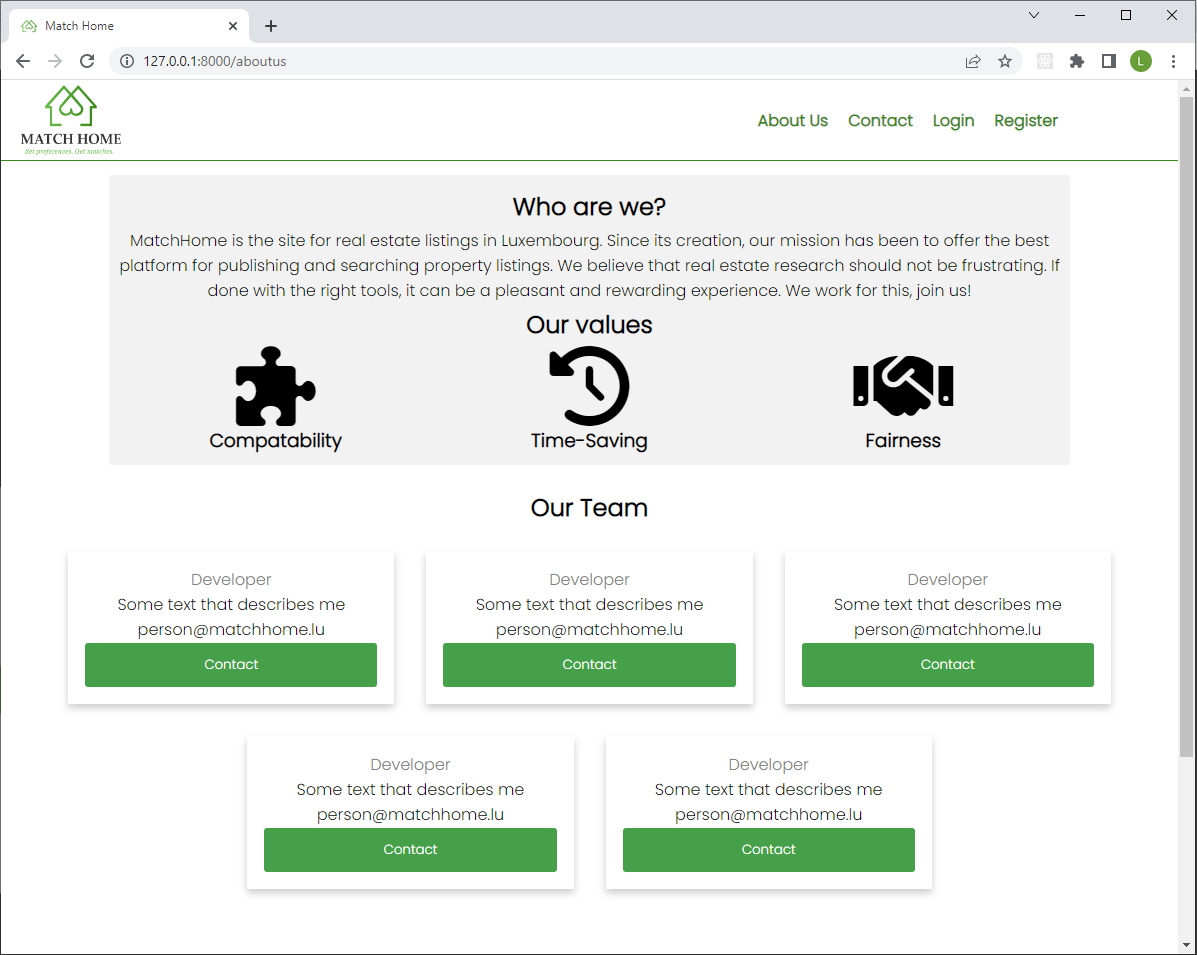 Match Home
127.0.0.1:8000/aboutus
L
MATCH HOME
Set preferences. Get matches.
About Us Contact Login Register
Who are we?
MatchHome is the site for real estate listings in Luxembourg. Since its creation, our mission has been to offer the best
platform for publishing and searching property listings. We believe that real estate research should not be frustrating. If
done with the right tools, it can be a pleasant and rewarding experience. We work for this, join us!
Our values
Compatability Time-Saving Fairness
Our Team
Developer Developer Developer
Some text that describes me Some text that describes me Some text that describes me
person@matchhome.lu person@matchhome.lu person@matchhome.lu
Contact Contact Contact
Developer Developer
Some text that describes me Some text that describes me
person@matchhome.lu person@matchhome.lu
Contact Contact